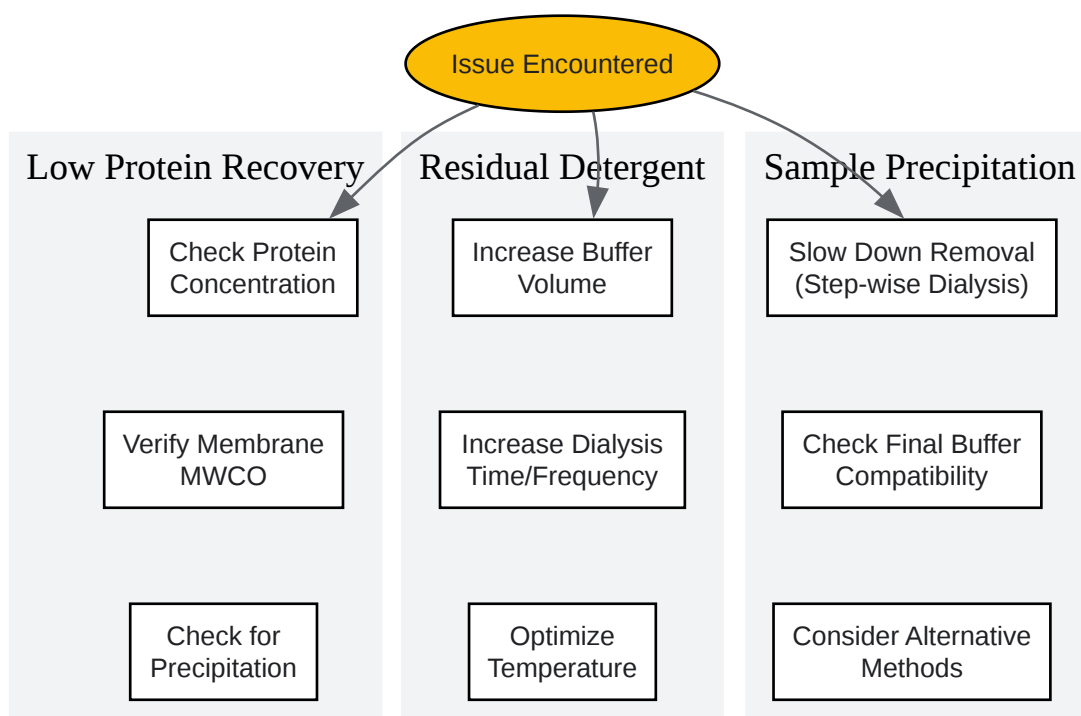 Issue Encountered
Low Protein Recovery
Residual Detergent
Sample Precipitation
Check Protein
Concentration
Increase Buffer
Volume
Slow Down Removal
(Step-wise Dialysis)
Verify Membrane
MWCO
Increase Dialysis
Time/Frequency
Check Final Buffer
Compatibility
Check for
Precipitation
Optimize
Temperature
Consider Alternative
Methods